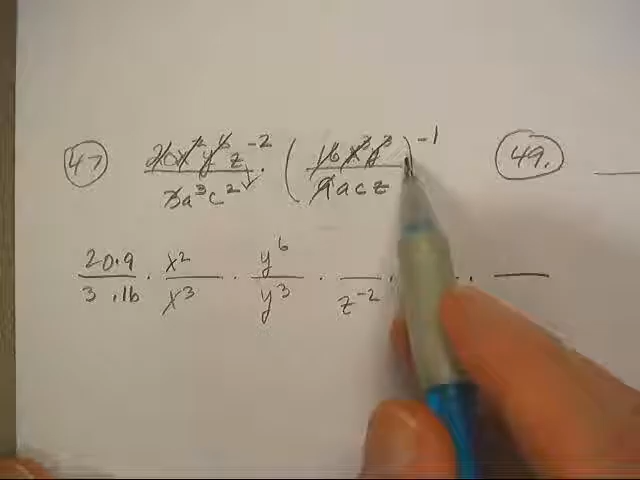 47 20x²y⁶z⁻² / 3a³c² · (16x³y³ / 9acz)⁻¹ 49.
20.9 / 3.16 · x² / x³ · y⁶ / y³ · / z⁻² ·